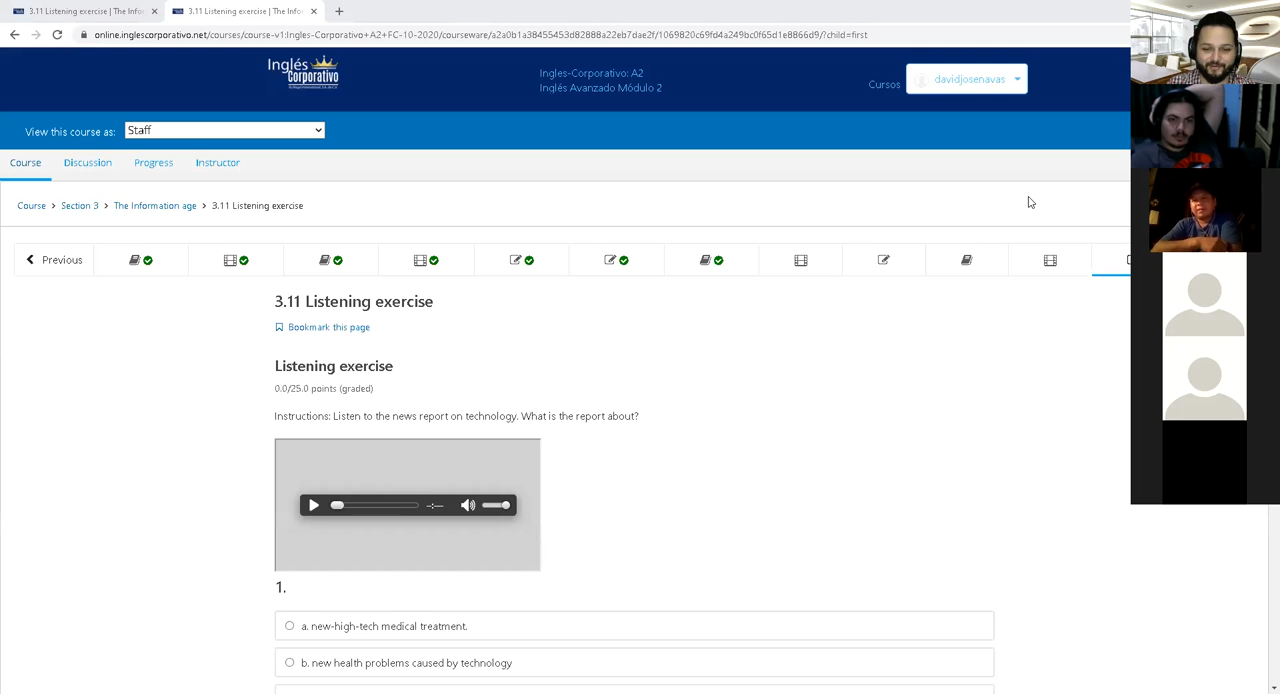 3.11 Listening exercise | The Infor
3.11 Listening exercise | The Infor
online.inglescorporativo.net/courses/course-v1:Ingles-Corporativo+A2+FC-10-2020/
1a38455453d82888a22eb7dae2f/1069820c69fd4a249bc0f65d1e8866d9/?child=first
Inglés
Corporativo
Ingles-Corporativo: A2
Inglés Avanzado Módulo 2
Cursos
davidjosenavas
View this course as:
Staff
Course
Discussion
Progress
Instructor
Course > Section 3 > The Information age > 3.11 Listening exercise
Previous
3.11 Listening exercise
Bookmark this page
Listening exercise
0.0/25.0 points (graded)
Instructions: Listen to the news report on technology. What is the report about?
--:--
1.
a. new-high-tech medical treatment.
b. new health problems caused by technology